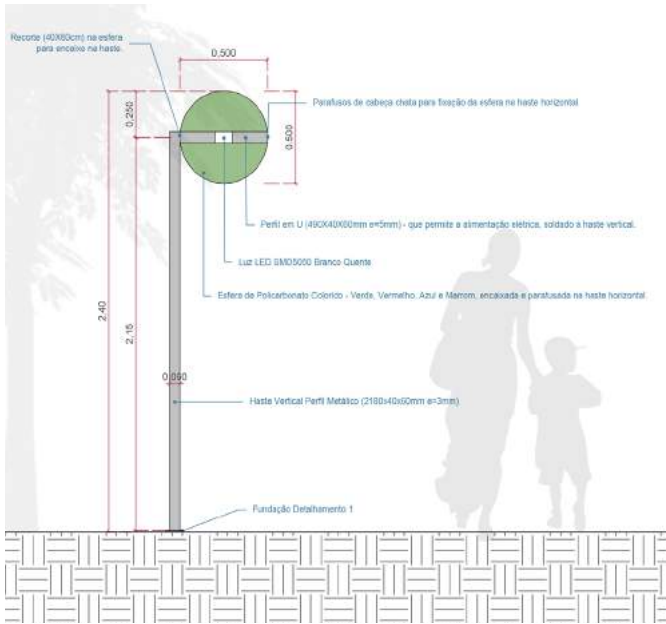 0,500
Recorte (40X60cm) na esfera
para encaixe na haste.
Parafusos de cabeça chata para fixação da esfera na haste horizontal
0,250
0,500
Perfil em U (490X40X60mm e=5mm) - que permite a alimentação elétrica, soldado à haste vertical.
Luz LED SMD5050 Branco Quente
Esfera de Policarbonato Colorido - Verde, Vermelho, Azul e Marrom, encaixada e parafusada na haste horizontal.
2,40
2,15
0,060
Haste Vertical Perfil Metálico (2180x40x60mm e=3mm)
Fundação Detalhamento 1